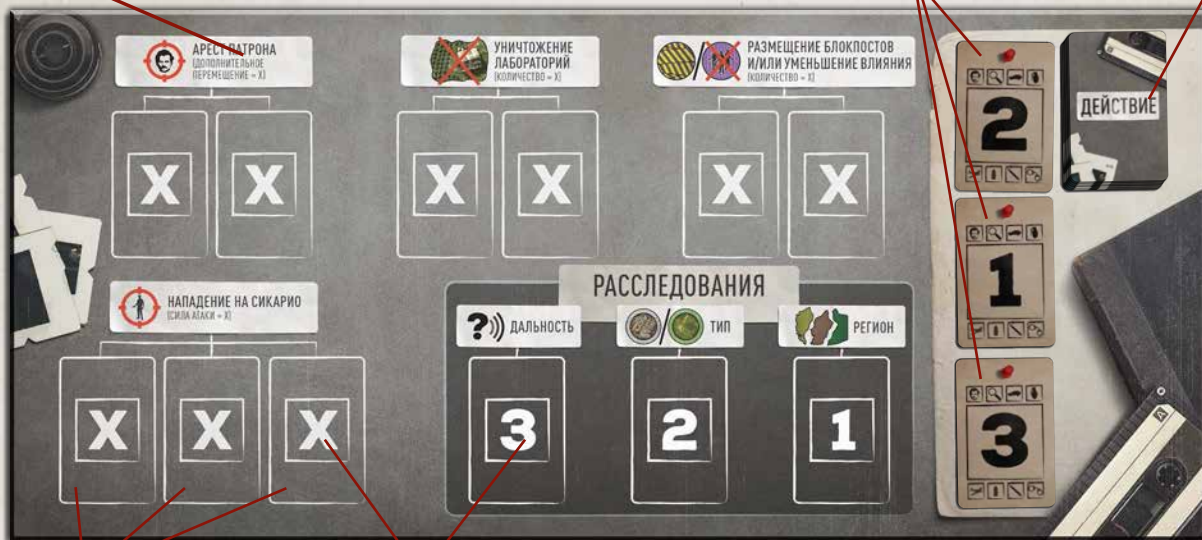 АРЕСТ ПАТРОНА
(ДОПОЛНИТЕЛЬНОЕ
ПЕРЕМЕЩЕНИЕ = X)
X X
УНИЧТОЖЕНИЕ
ЛАБОРАТОРИЙ
(КОЛИЧЕСТВО = X)
X X
РАЗМЕЩЕНИЕ БЛОКПОСТОВ
И/ИЛИ УМЕНЬШЕНИЕ ВЛИЯНИЯ
(КОЛИЧЕСТВО = X)
X X
НАПАДЕНИЕ НА СИКАРИО
(СИЛА АТАКИ = X)
X X X
РАССЛЕДОВАНИЯ
? ДАЛЬНОСТЬ
3
/ ТИП
2
РЕГИОН
1
2
1
3
ДЕЙСТВИЕ
A